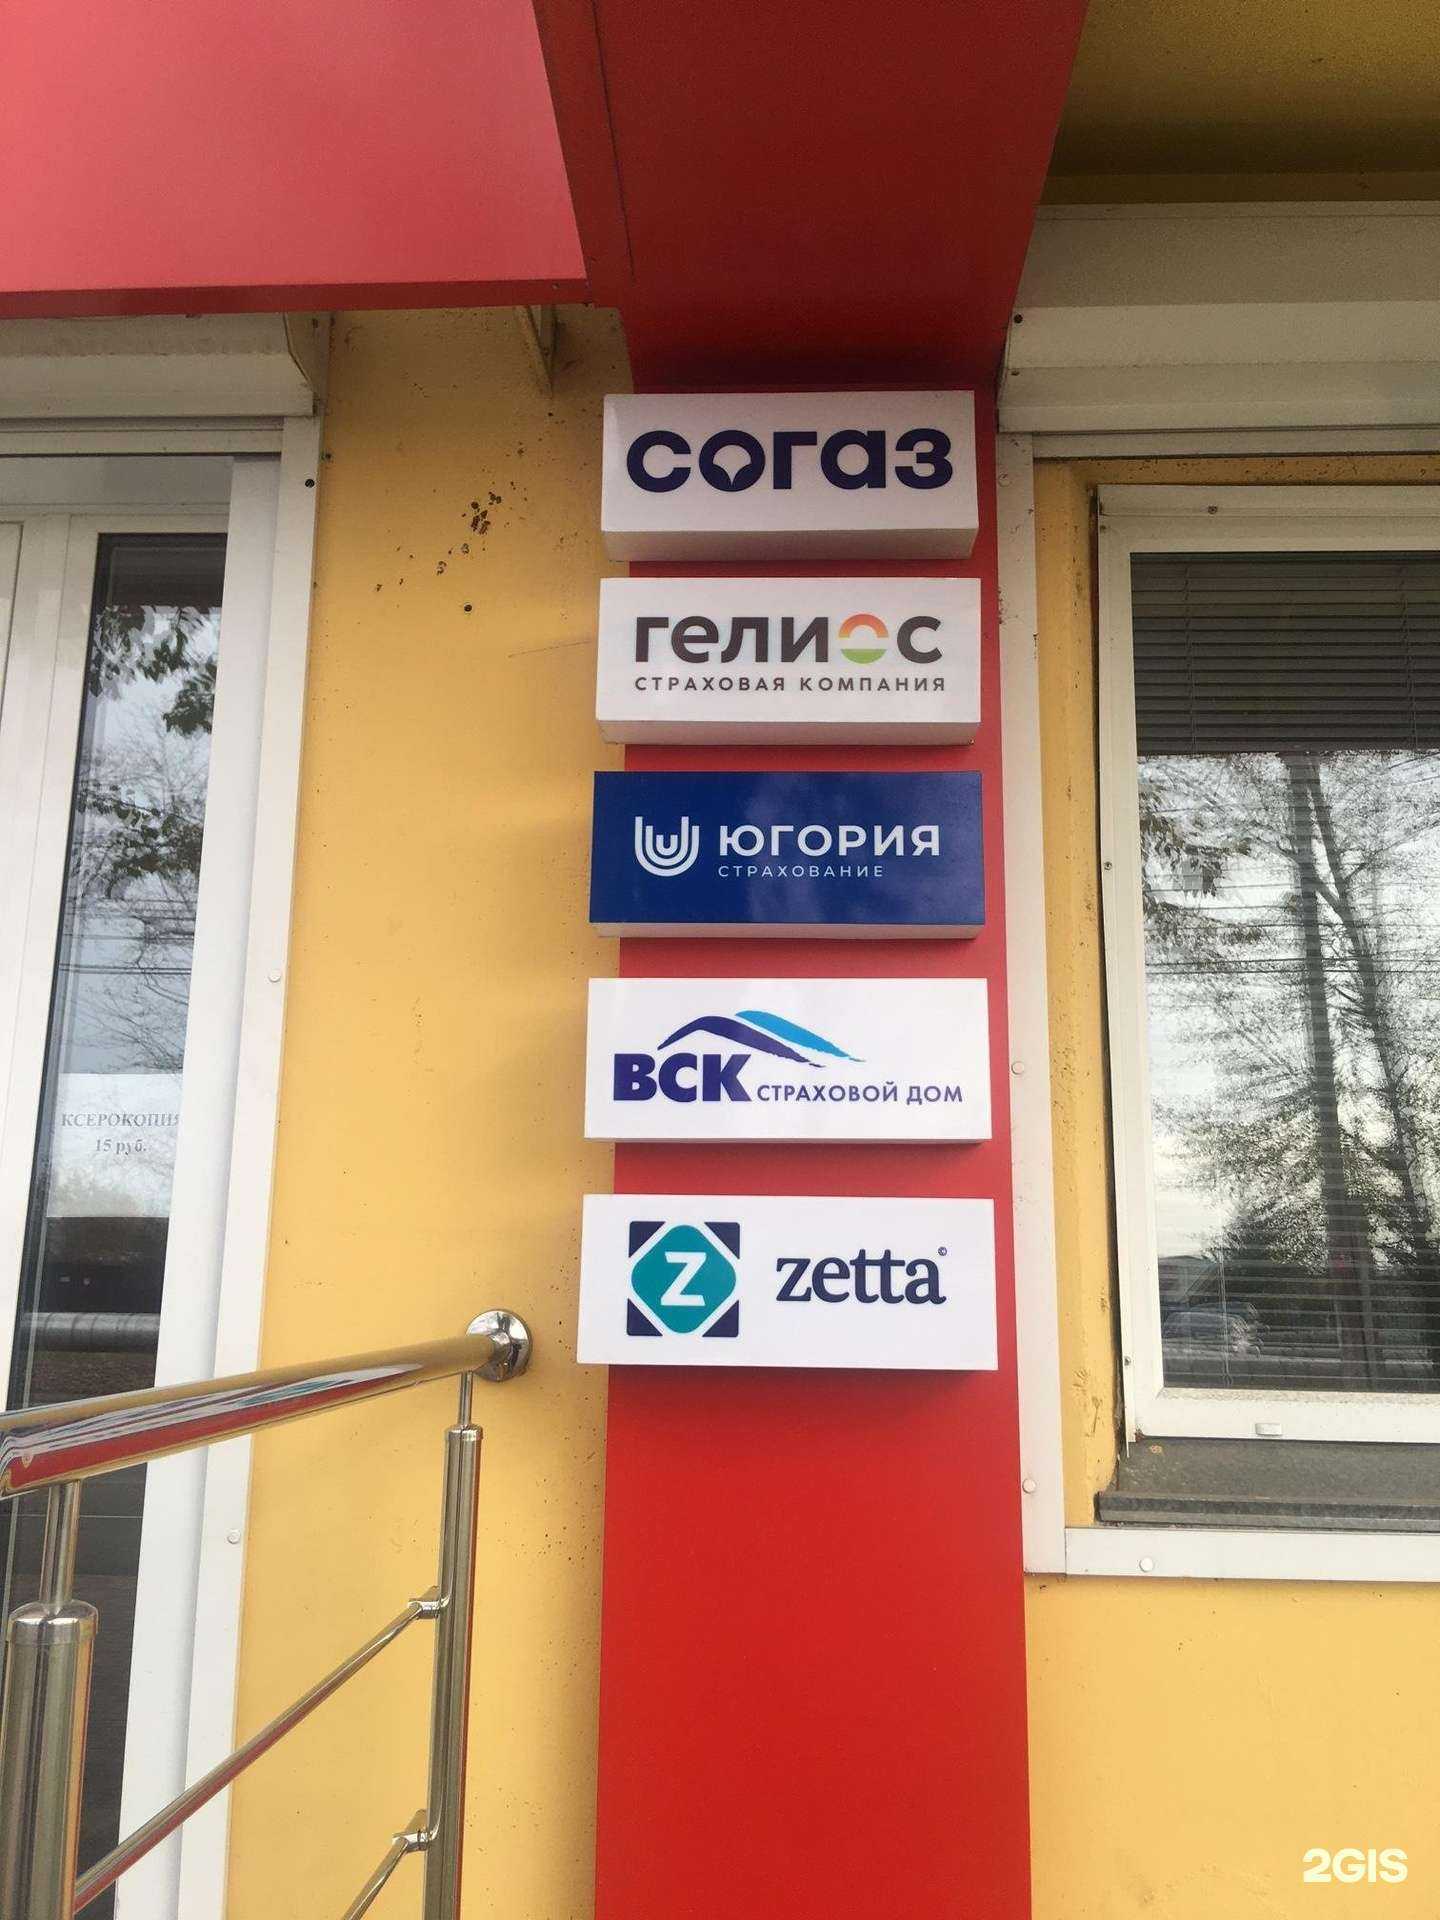 согаз
гелиос
СТРАХОВАЯ КОМПАНИЯ
ЮГОРИЯ
СТРАХОВАНИЕ
ВСК СТРАХОВОЙ ДОМ
КСЕРОКОПИЯ
15 руб.
Z zetta©
2GIS